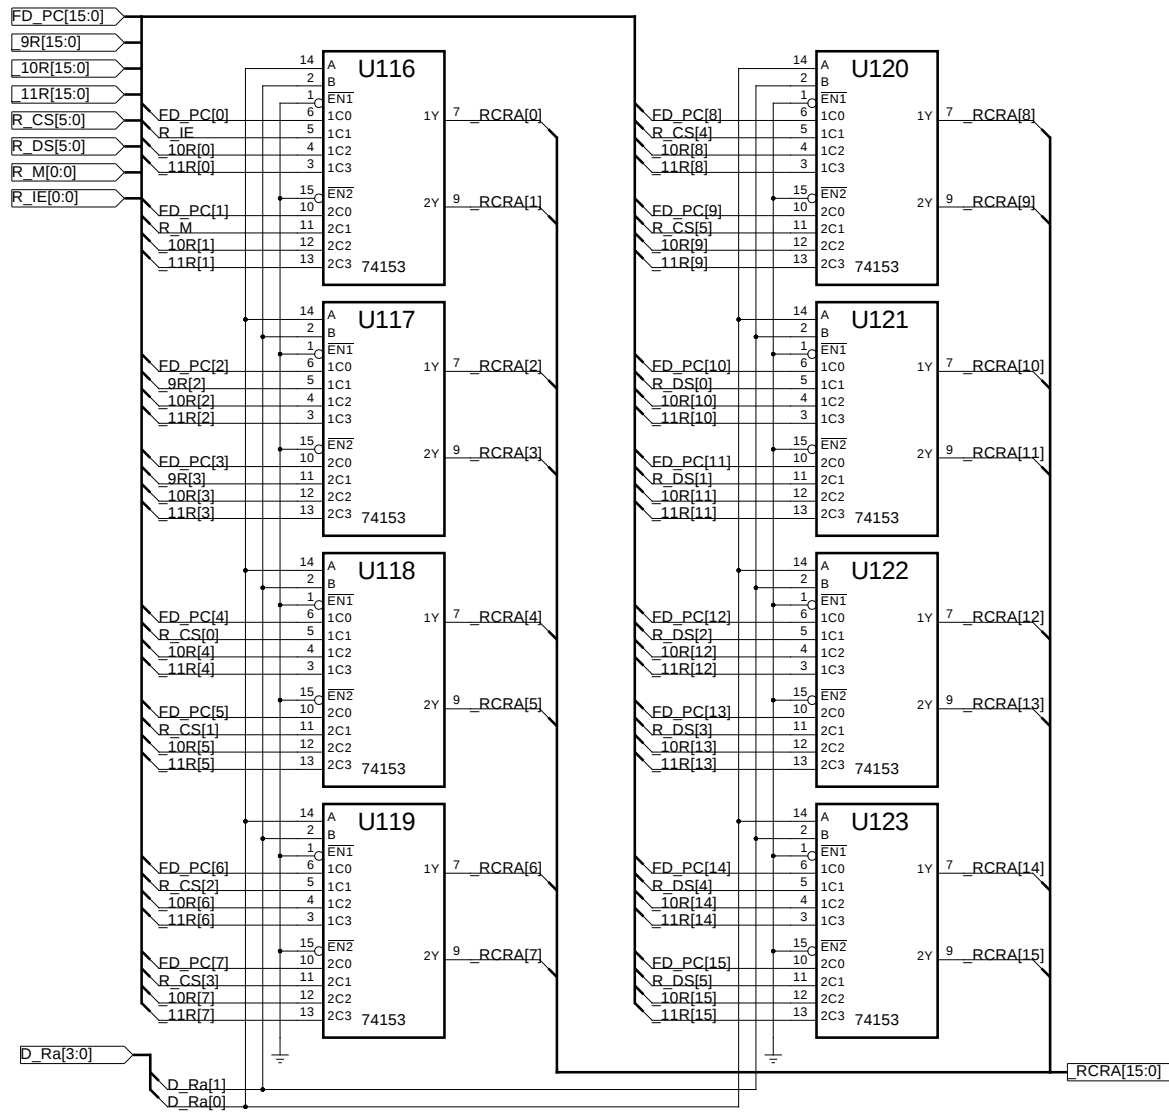 FD_PC[15:0]
_9R[15:0]
_10R[15:0]
_11R[15:0]
R_CS[5:0]
R_DS[5:0]
R_M[0:0]
R_IE[0:0]
U116
14 A
2 B
1 EN1
FD_PC[0] 6 1C0
R_IE 5 1C1
_10R[0] 4 1C2
_11R[0] 3 1C3
15 EN2
FD_PC[1] 10 2C0
R_M 11 2C1
_10R[1] 12 2C2
_11R[1] 13 2C3
1Y 7 _RCRA[0]
2Y 9 _RCRA[1]
74153
U117
14 A
2 B
1 EN1
FD_PC[2] 6 1C0
_9R[2] 5 1C1
_10R[2] 4 1C2
_11R[2] 3 1C3
15 EN2
FD_PC[3] 10 2C0
_9R[3] 11 2C1
_10R[3] 12 2C2
_11R[3] 13 2C3
1Y 7 _RCRA[2]
2Y 9 _RCRA[3]
74153
U118
14 A
2 B
1 EN1
FD_PC[4] 6 1C0
R_CS[0] 5 1C1
_10R[4] 4 1C2
_11R[4] 3 1C3
15 EN2
FD_PC[5] 10 2C0
R_CS[1] 11 2C1
_10R[5] 12 2C2
_11R[5] 13 2C3
1Y 7 _RCRA[4]
2Y 9 _RCRA[5]
74153
U119
14 A
2 B
1 EN1
FD_PC[6] 6 1C0
R_CS[2] 5 1C1
_10R[6] 4 1C2
_11R[6] 3 1C3
15 EN2
FD_PC[7] 10 2C0
R_CS[3] 11 2C1
_10R[7] 12 2C2
_11R[7] 13 2C3
1Y 7 _RCRA[6]
2Y 9 _RCRA[7]
74153
U120
14 A
2 B
1 EN1
FD_PC[8] 6 1C0
R_CS[4] 5 1C1
_10R[8] 4 1C2
_11R[8] 3 1C3
15 EN2
FD_PC[9] 10 2C0
R_CS[5] 11 2C1
_10R[9] 12 2C2
_11R[9] 13 2C3
1Y 7 _RCRA[8]
2Y 9 _RCRA[9]
74153
U121
14 A
2 B
1 EN1
FD_PC[10] 6 1C0
R_DS[0] 5 1C1
_10R[10] 4 1C2
_11R[10] 3 1C3
15 EN2
FD_PC[11] 10 2C0
R_DS[1] 11 2C1
_10R[11] 12 2C2
_11R[11] 13 2C3
1Y 7 _RCRA[10]
2Y 9 _RCRA[11]
74153
U122
14 A
2 B
1 EN1
FD_PC[12] 6 1C0
R_DS[2] 5 1C1
_10R[12] 4 1C2
_11R[12] 3 1C3
15 EN2
FD_PC[13] 10 2C0
R_DS[3] 11 2C1
_10R[13] 12 2C2
_11R[13] 13 2C3
1Y 7 _RCRA[12]
2Y 9 _RCRA[13]
74153
U123
14 A
2 B
1 EN1
FD_PC[14] 6 1C0
R_DS[4] 5 1C1
_10R[14] 4 1C2
_11R[14] 3 1C3
15 EN2
FD_PC[15] 10 2C0
R_DS[5] 11 2C1
_10R[15] 12 2C2
_11R[15] 13 2C3
1Y 7 _RCRA[14]
2Y 9 _RCRA[15]
74153
D_Ra[3:0]
D_Ra[1]
D_Ra[0]
_RCRA[15:0]